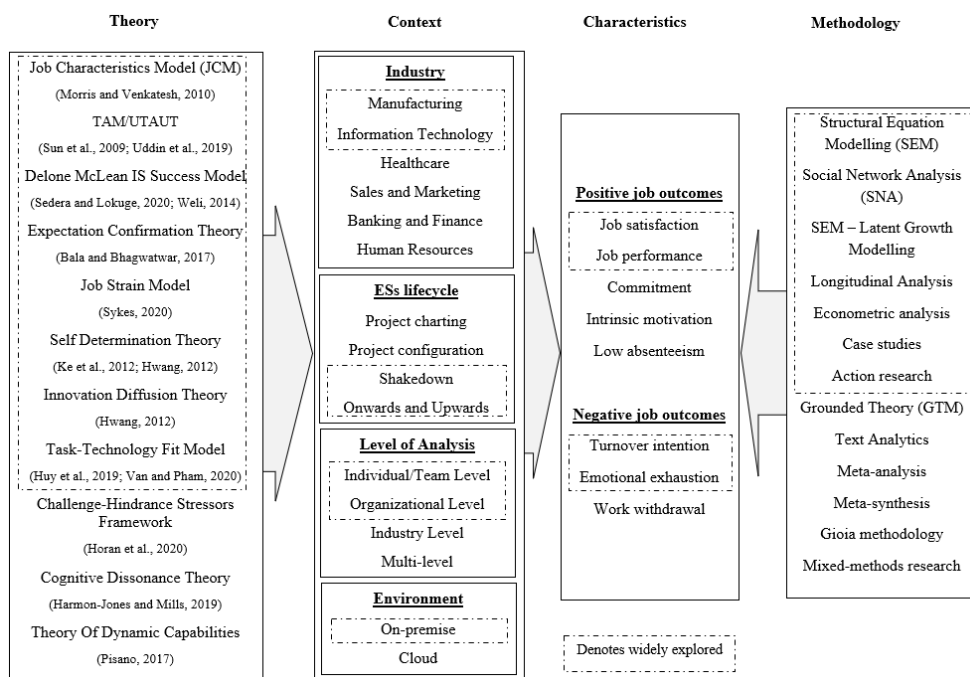 Theory
Job Characteristics Model (JCM)
(Morris and Venkatesh, 2010)
TAM/UTAUT
(Sun et al., 2009; Uddin et al., 2019)
Delone McLean IS Success Model
(Sedera and Lokuge, 2020; Weli, 2014)
Expectation Confirmation Theory
(Bala and Bhagwatwar, 2017)
Job Strain Model
(Sykes, 2020)
Self Determination Theory
(Ke et al., 2012; Hwang, 2012)
Innovation Diffusion Theory
(Hwang, 2012)
Task-Technology Fit Model
(Huy et al., 2019; Van and Pham, 2020)
Challenge-Hindrance Stressors
Framework
(Horan et al., 2020)
Cognitive Dissonance Theory
(Harmon-Jones and Mills, 2019)
Theory Of Dynamic Capabilities
(Pisano, 2017)
Context
Industry
Manufacturing
Information Technology
Healthcare
Sales and Marketing
Banking and Finance
Human Resources
ESs lifecycle
Project charting
Project configuration
Shakedown
Onwards and Upwards
Level of Analysis
Individual/Team Level
Organizational Level
Industry Level
Multi-level
Environment
On-premise
Cloud
Characteristics
Positive job outcomes
Job satisfaction
Job performance
Commitment
Intrinsic motivation
Low absenteeism
Negative job outcomes
Turnover intention
Emotional exhaustion
Work withdrawal
Denotes widely explored
Methodology
Structural Equation
Modelling (SEM)
Social Network Analysis
(SNA)
SEM – Latent Growth
Modelling
Longitudinal Analysis
Econometric analysis
Case studies
Action research
Grounded Theory (GTM)
Text Analytics
Meta-analysis
Meta-synthesis
Gioia methodology
Mixed-methods research